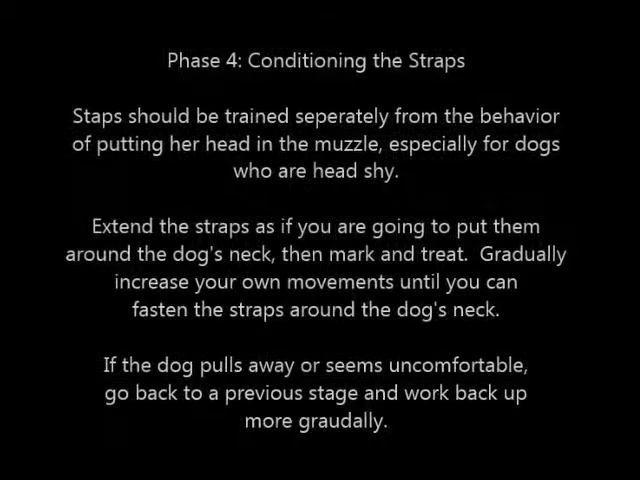 Phase 4: Conditioning the Straps
Staps should be trained seperately from the behavior
of putting her head in the muzzle, especially for dogs
who are head shy.
Extend the straps as if you are going to put them
around the dog's neck, then mark and treat.  Gradually
increase your own movements until you can
fasten the straps around the dog's neck.
If the dog pulls away or seems uncomfortable,
go back to a previous stage and work back up
more graudally.